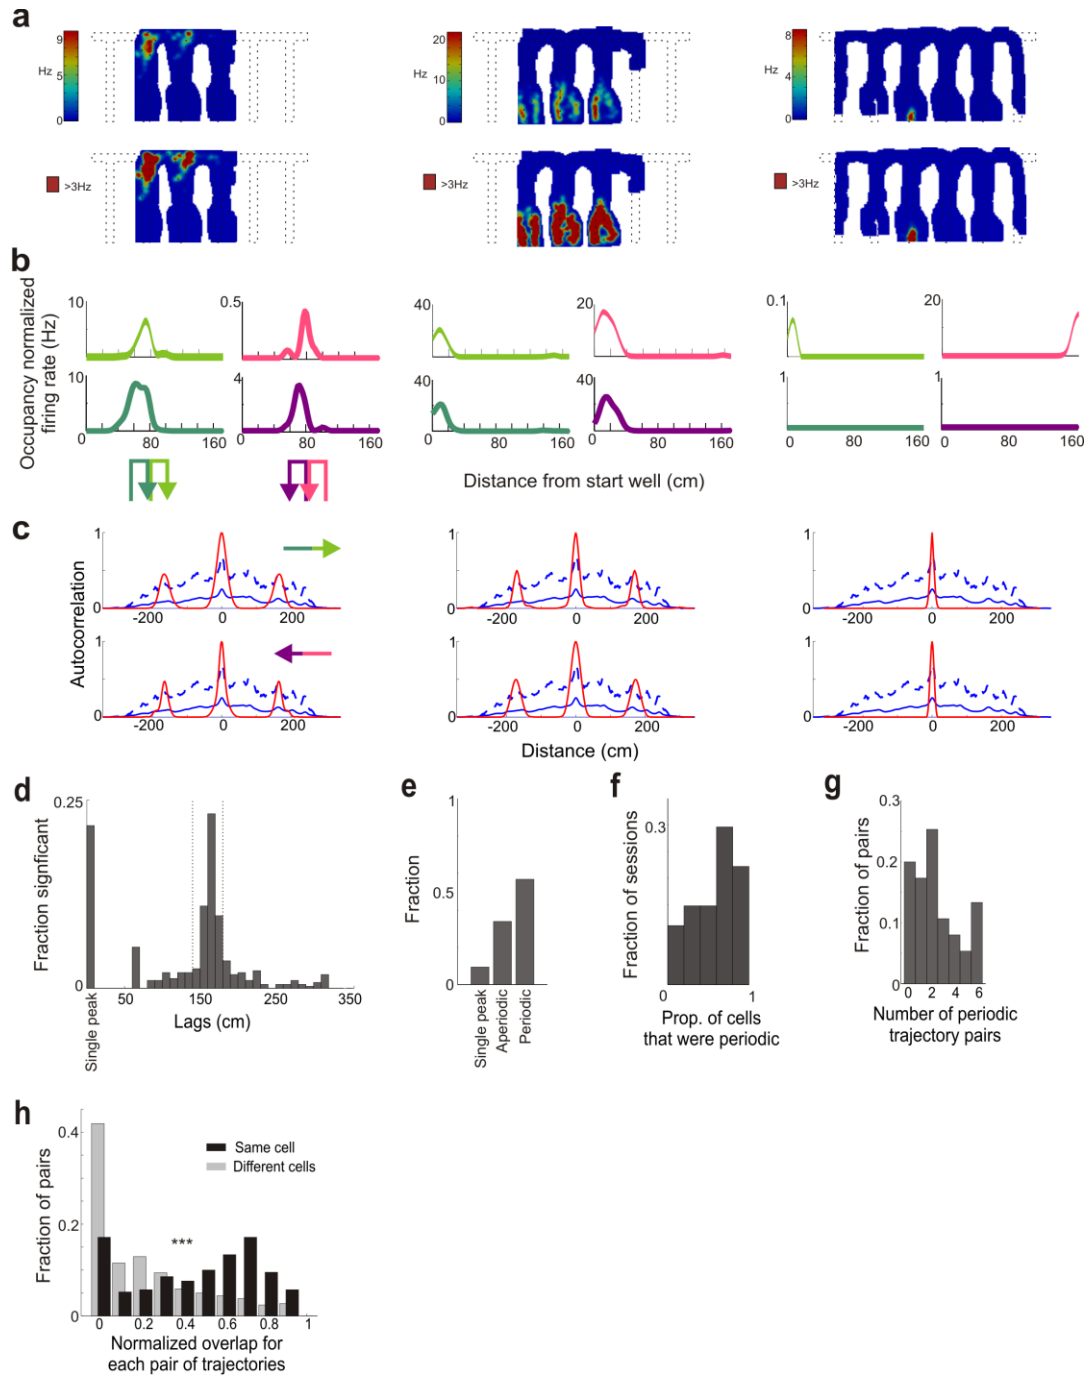 a
9
5
0
Hz
20
10
0
Hz
8
4
0
Hz
>3Hz
>3Hz
>3Hz
b
Occupancy normalized
firing rate (Hz)
10
0.5
40
20
0.1
20
10
4
40
40
1
1
0 80 160
0 80 160
0 80 160
0 80 160
0 80 160
0 80 160
Distance from start well (cm)
c
Autocorrelation
1
0
-200 0 200
1
0
-200 0 200
1
0
-200 0 200
1
0
-200 0 200
1
0
-200 0 200
1
0
-200 0 200
Distance (cm)
d
Fraction signficant
0.25
0
Single peak
50 150 250 350
Lags (cm)
e
Fraction
1
0.5
0
Single peak
Aperiodic
Periodic
f
Fraction of sessions
0.3
0 1
Prop. of cells
that were periodic
g
Fraction of pairs
0.3
0.2
0.1
0
0 2 4 6
Number of periodic
trajectory pairs
h
Fraction of pairs
0.4
0.2
0
Same cell
Different cells
***
0 0.2 0.4 0.6 0.8 1
Normalized overlap for
each pair of trajectories